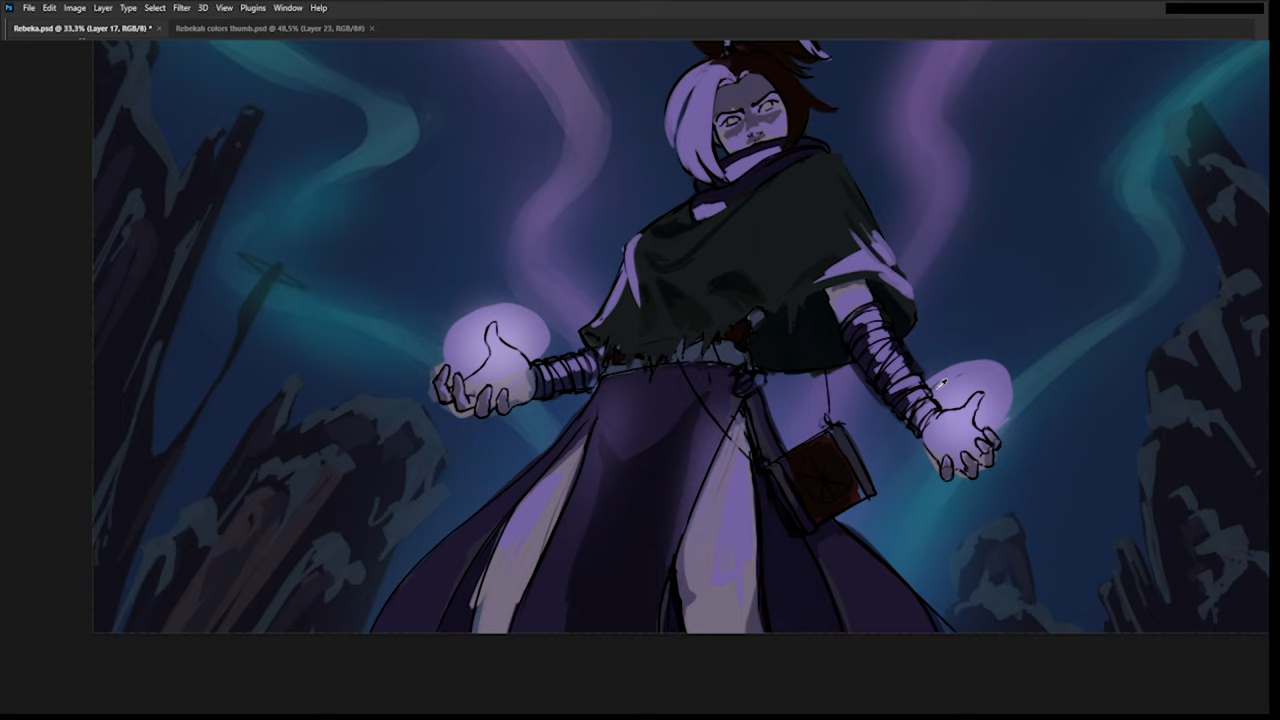 Ps File Edit Image Layer Type Select Filter 3D View Plugins Window Help
Rebeka.psd @ 33,3% (Layer 17, RGB/8) * × Rebekah colors thumb.psd @ 48,5% (Layer 23, RGB/8#) ×